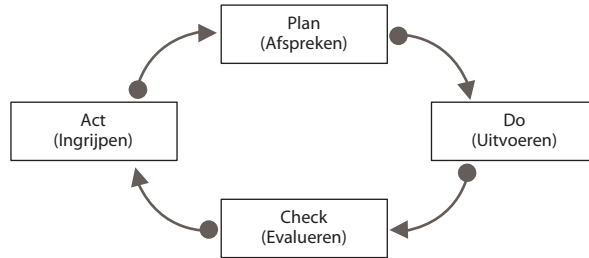 Plan
(Afspreken)
Act
(Ingrijpen)
Do
(Uitvoeren)
Check
(Evalueren)